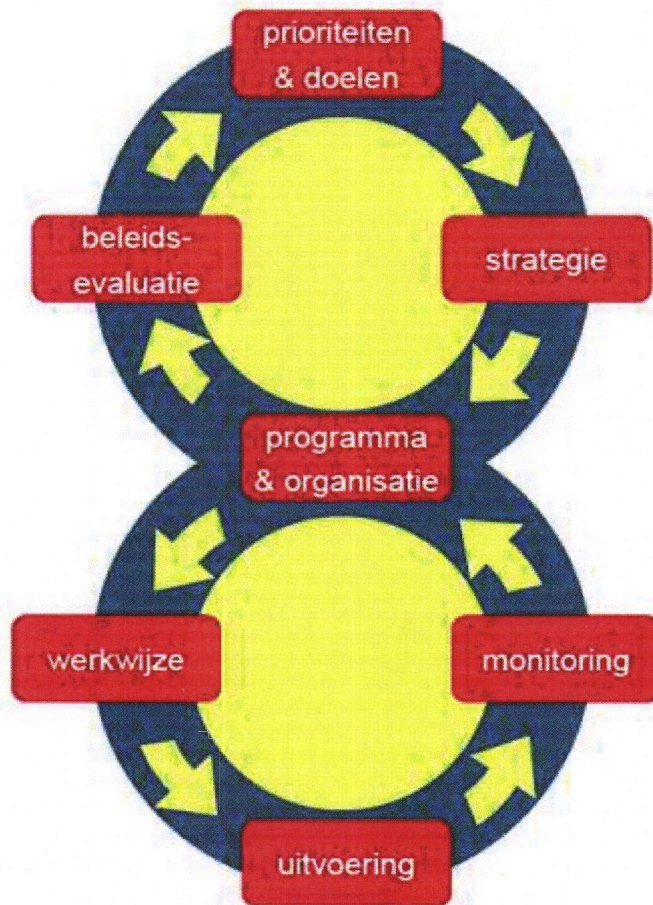 prioriteiten
& doelen
beleids-
evaluatie
strategie
programma
& organisatie
werkwijze
monitoring
uitvoering